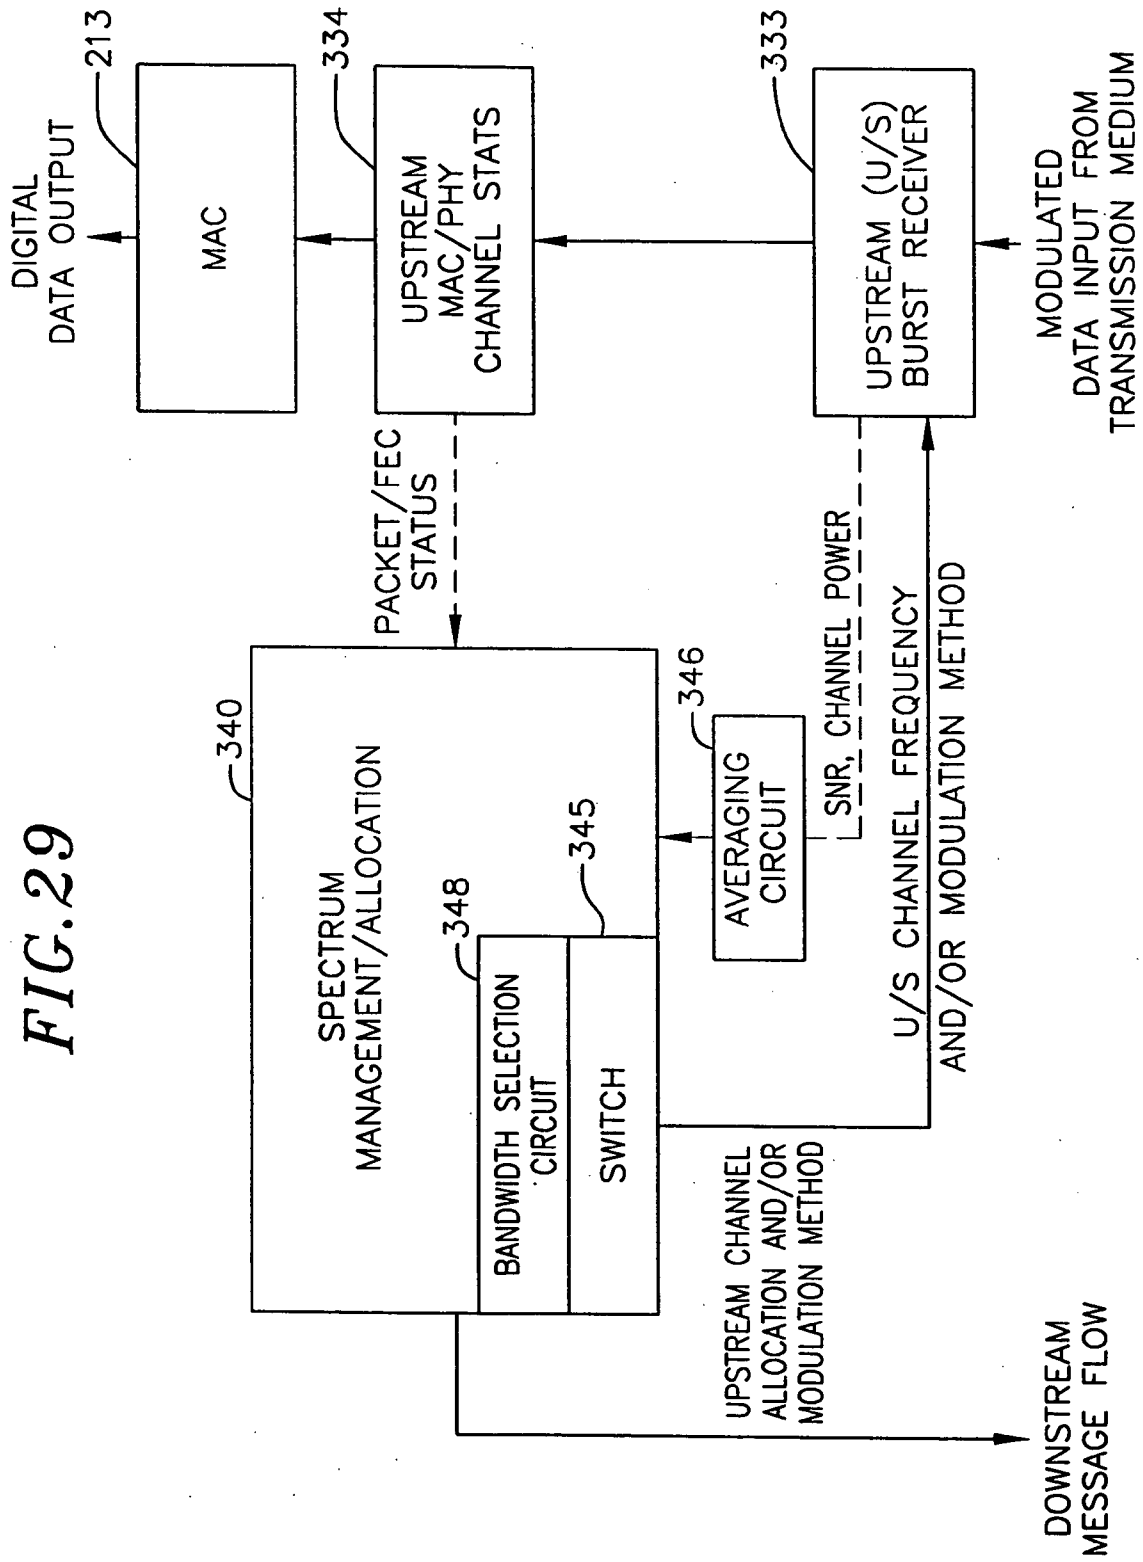 FIG.29
DIGITAL
DATA OUTPUT
213
MAC
334
UPSTREAM
MAC/PHY
CHANNEL STATS
PACKET/FEC
STATUS
340
SPECTRUM
MANAGEMENT/ALLOCATION
348
BANDWIDTH SELECTION
CIRCUIT
345
SWITCH
346
AVERAGING
CIRCUIT
SNR, CHANNEL POWER
333
UPSTREAM (U/S)
BURST RECEIVER
U/S CHANNEL FREQUENCY
AND/OR MODULATION METHOD
MODULATED
DATA INPUT FROM
TRANSMISSION MEDIUM
UPSTREAM CHANNEL
ALLOCATION AND/OR
MODULATION METHOD
DOWNSTREAM
MESSAGE FLOW